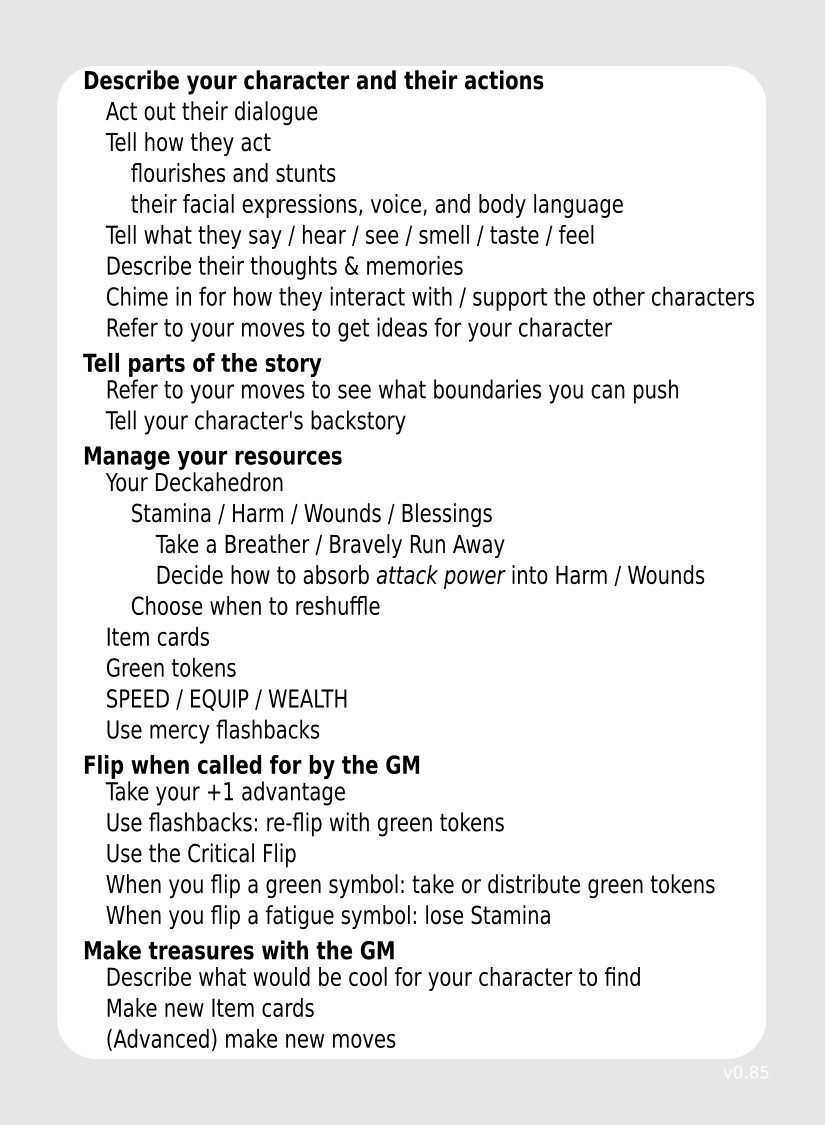 Describe your character and their actions
Act out their dialogue
Tell how they act
flourishes and stunts
their facial expressions, voice, and body language
Tell what they say / hear / see / smell / taste / feel
Describe their thoughts & memories
Chime in for how they interact with / support the other characters
Refer to your moves to get ideas for your character
Tell parts of the story
Refer to your moves to see what boundaries you can push
Tell your character's backstory
Manage your resources
Your Deckahedron
Stamina / Harm / Wounds / Blessings
Take a Breather / Bravely Run Away
Decide how to absorb attack power into Harm / Wounds
Choose when to reshuffle
Item cards
Green tokens
SPEED / EQUIP / WEALTH
Use mercy flashbacks
Flip when called for by the GM
Take your +1 advantage
Use flashbacks: re-flip with green tokens
Use the Critical Flip
When you flip a green symbol: take or distribute green tokens
When you flip a fatigue symbol: lose Stamina
Make treasures with the GM
Describe what would be cool for your character to find
Make new Item cards
(Advanced) make new moves
v0.85